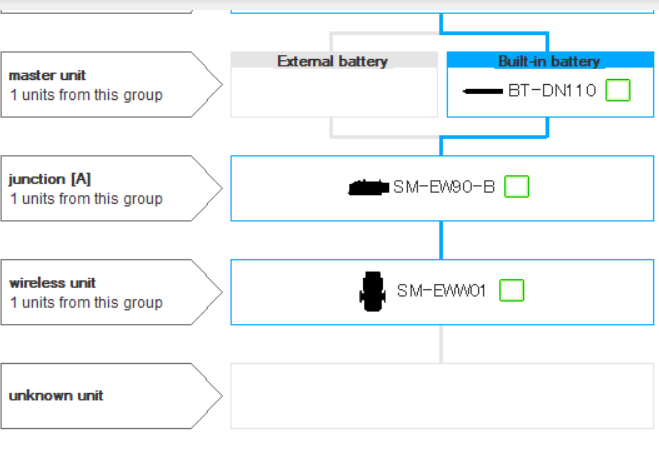 External battery
Built-in battery
master unit
1 units from this group
BT-DN110
junction [A]
1 units from this group
SM-EW90-B
wireless unit
1 units from this group
SM-EWW01
unknown unit